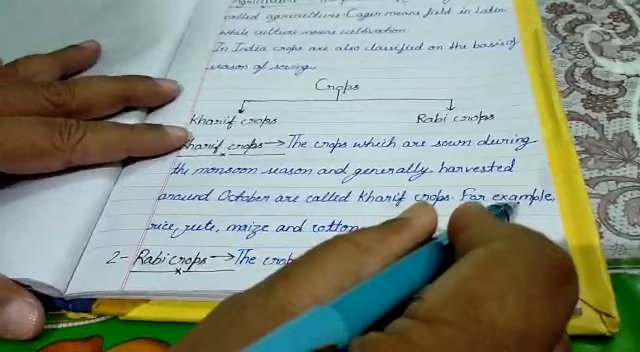 called agriculture. Cager means field in Latin
while culture means cultivation.
In India crops are also classified on the basis of
season of sowing.
Crops
Kharif crops Rabi crops
Kharif crops → The crops which are sown during
the monsoon season and generally harvested
around October are called Kharif crops. For example,
rice, jute, maize and cotton
2- Rabi crops → The crop